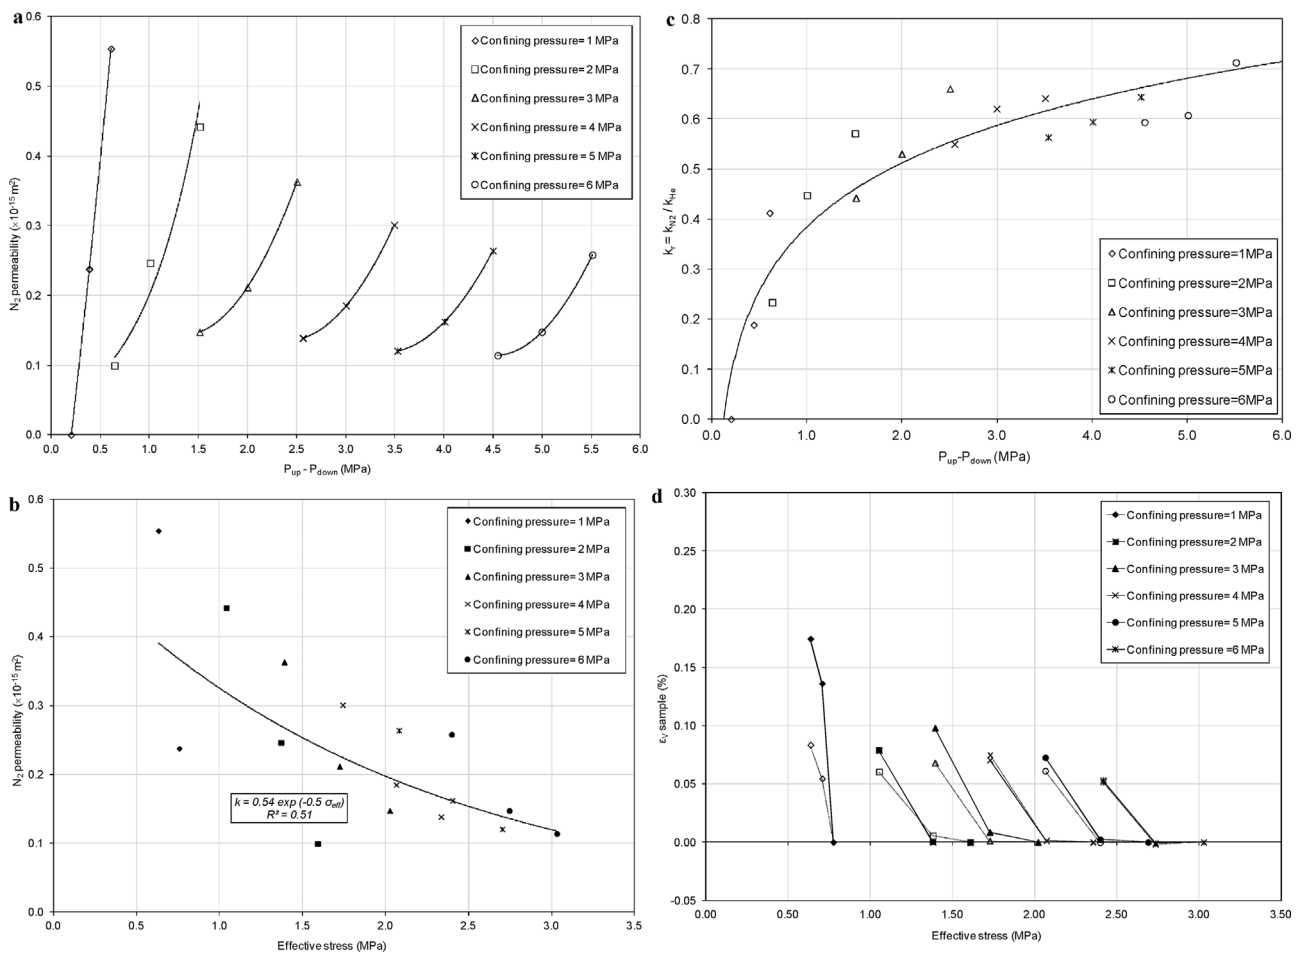 a
0.6
0.5
0.4
0.3
0.2
0.1
0.0
N2 permeability (×10-15 m2)
0.0 0.5 1.0 1.5 2.0 2.5 3.0 3.5 4.0 4.5 5.0 5.5 6.0
Pup - Pdown (MPa)
Confining pressure= 1 MPa
Confining pressure= 2 MPa
Confining pressure= 3 MPa
Confining pressure= 4 MPa
Confining pressure= 5 MPa
Confining pressure= 6 MPa
c
0.8
0.7
0.6
0.5
0.4
0.3
0.2
0.1
0.0
kr = kN2 / kHe
0.0 1.0 2.0 3.0 4.0 5.0 6.0
Pup-Pdown (MPa)
Confining pressure=1MPa
Confining pressure=2MPa
Confining pressure=3MPa
Confining pressure=4MPa
Confining pressure=5MPa
Confining pressure=6MPa
b
0.6
0.5
0.4
0.3
0.2
0.1
0.0
N2 permeability (×10-15 m2)
0.0 0.5 1.0 1.5 2.0 2.5 3.0 3.5
Effective stress (MPa)
Confining pressure= 1 MPa
Confining pressure= 2 MPa
Confining pressure= 3 MPa
Confining pressure= 4 MPa
Confining pressure= 5 MPa
Confining pressure= 6 MPa
k = 0.54 exp (-0.5 σeff)
R² = 0.51
d
0.30
0.25
0.20
0.15
0.10
0.05
0.00
-0.05
εV sample (%)
0.00 0.50 1.00 1.50 2.00 2.50 3.00 3.50
Effective stress (MPa)
Confining pressure=1 MPa
Confining pressure=2 MPa
Confining pressure= 3 MPa
Confining pressure= 4 MPa
Confining pressure= 5 MPa
Confining pressure =6 MPa